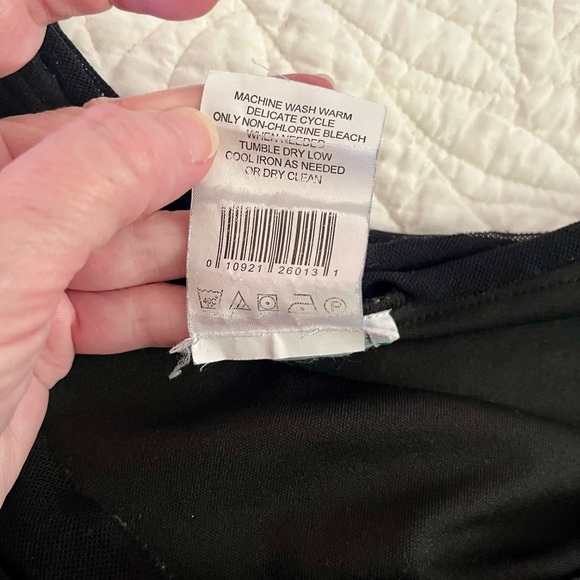 MACHINE WASH WARM
DELICATE CYCLE
ONLY NON-CHLORINE BLEACH
WHEN NEEDED
TUMBLE DRY LOW
COOL IRON AS NEEDED
OR DRY CLEAN
0 10921 26013 1
40°C
P